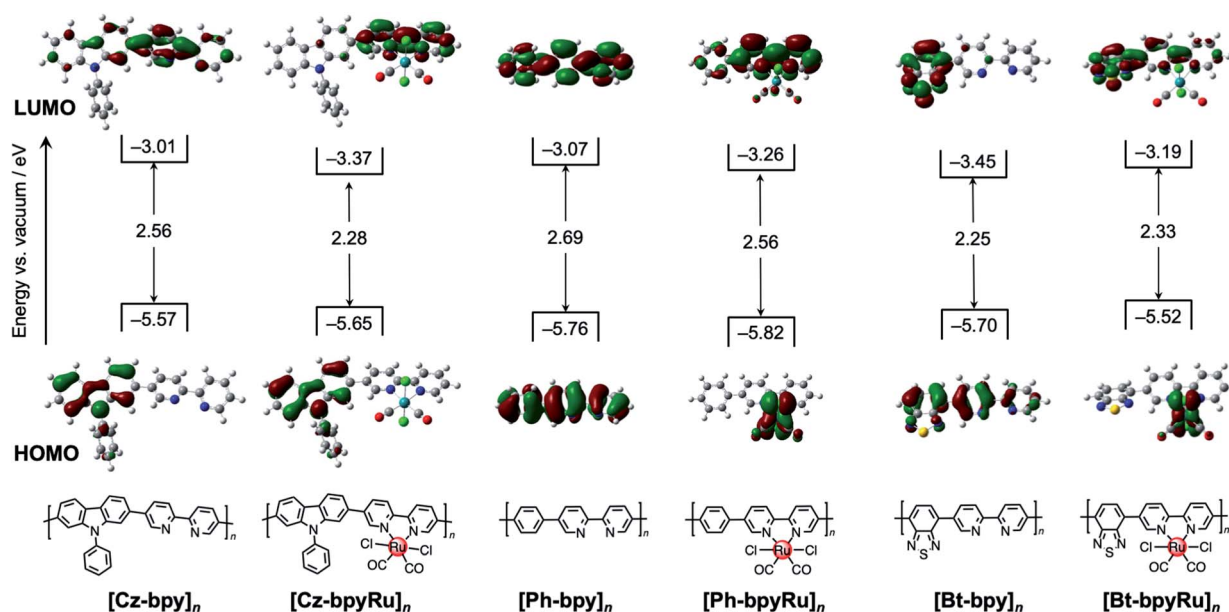 LUMO
Energy vs. vacuum / eV
–3.01
–3.37
–3.07
–3.26
–3.45
–3.19
2.56
2.28
2.69
2.56
2.25
2.33
–5.57
–5.65
–5.76
–5.82
–5.70
–5.52
HOMO
N N N n
N N N n Cl Ru Cl OC CO
N N n
N N n Cl Ru Cl OC CO
N S N N N n
N S N N N n Cl Ru Cl OC CO
[Cz-bpy]n
[Cz-bpyRu]n
[Ph-bpy]n
[Ph-bpyRu]n
[Bt-bpy]n
[Bt-bpyRu]n